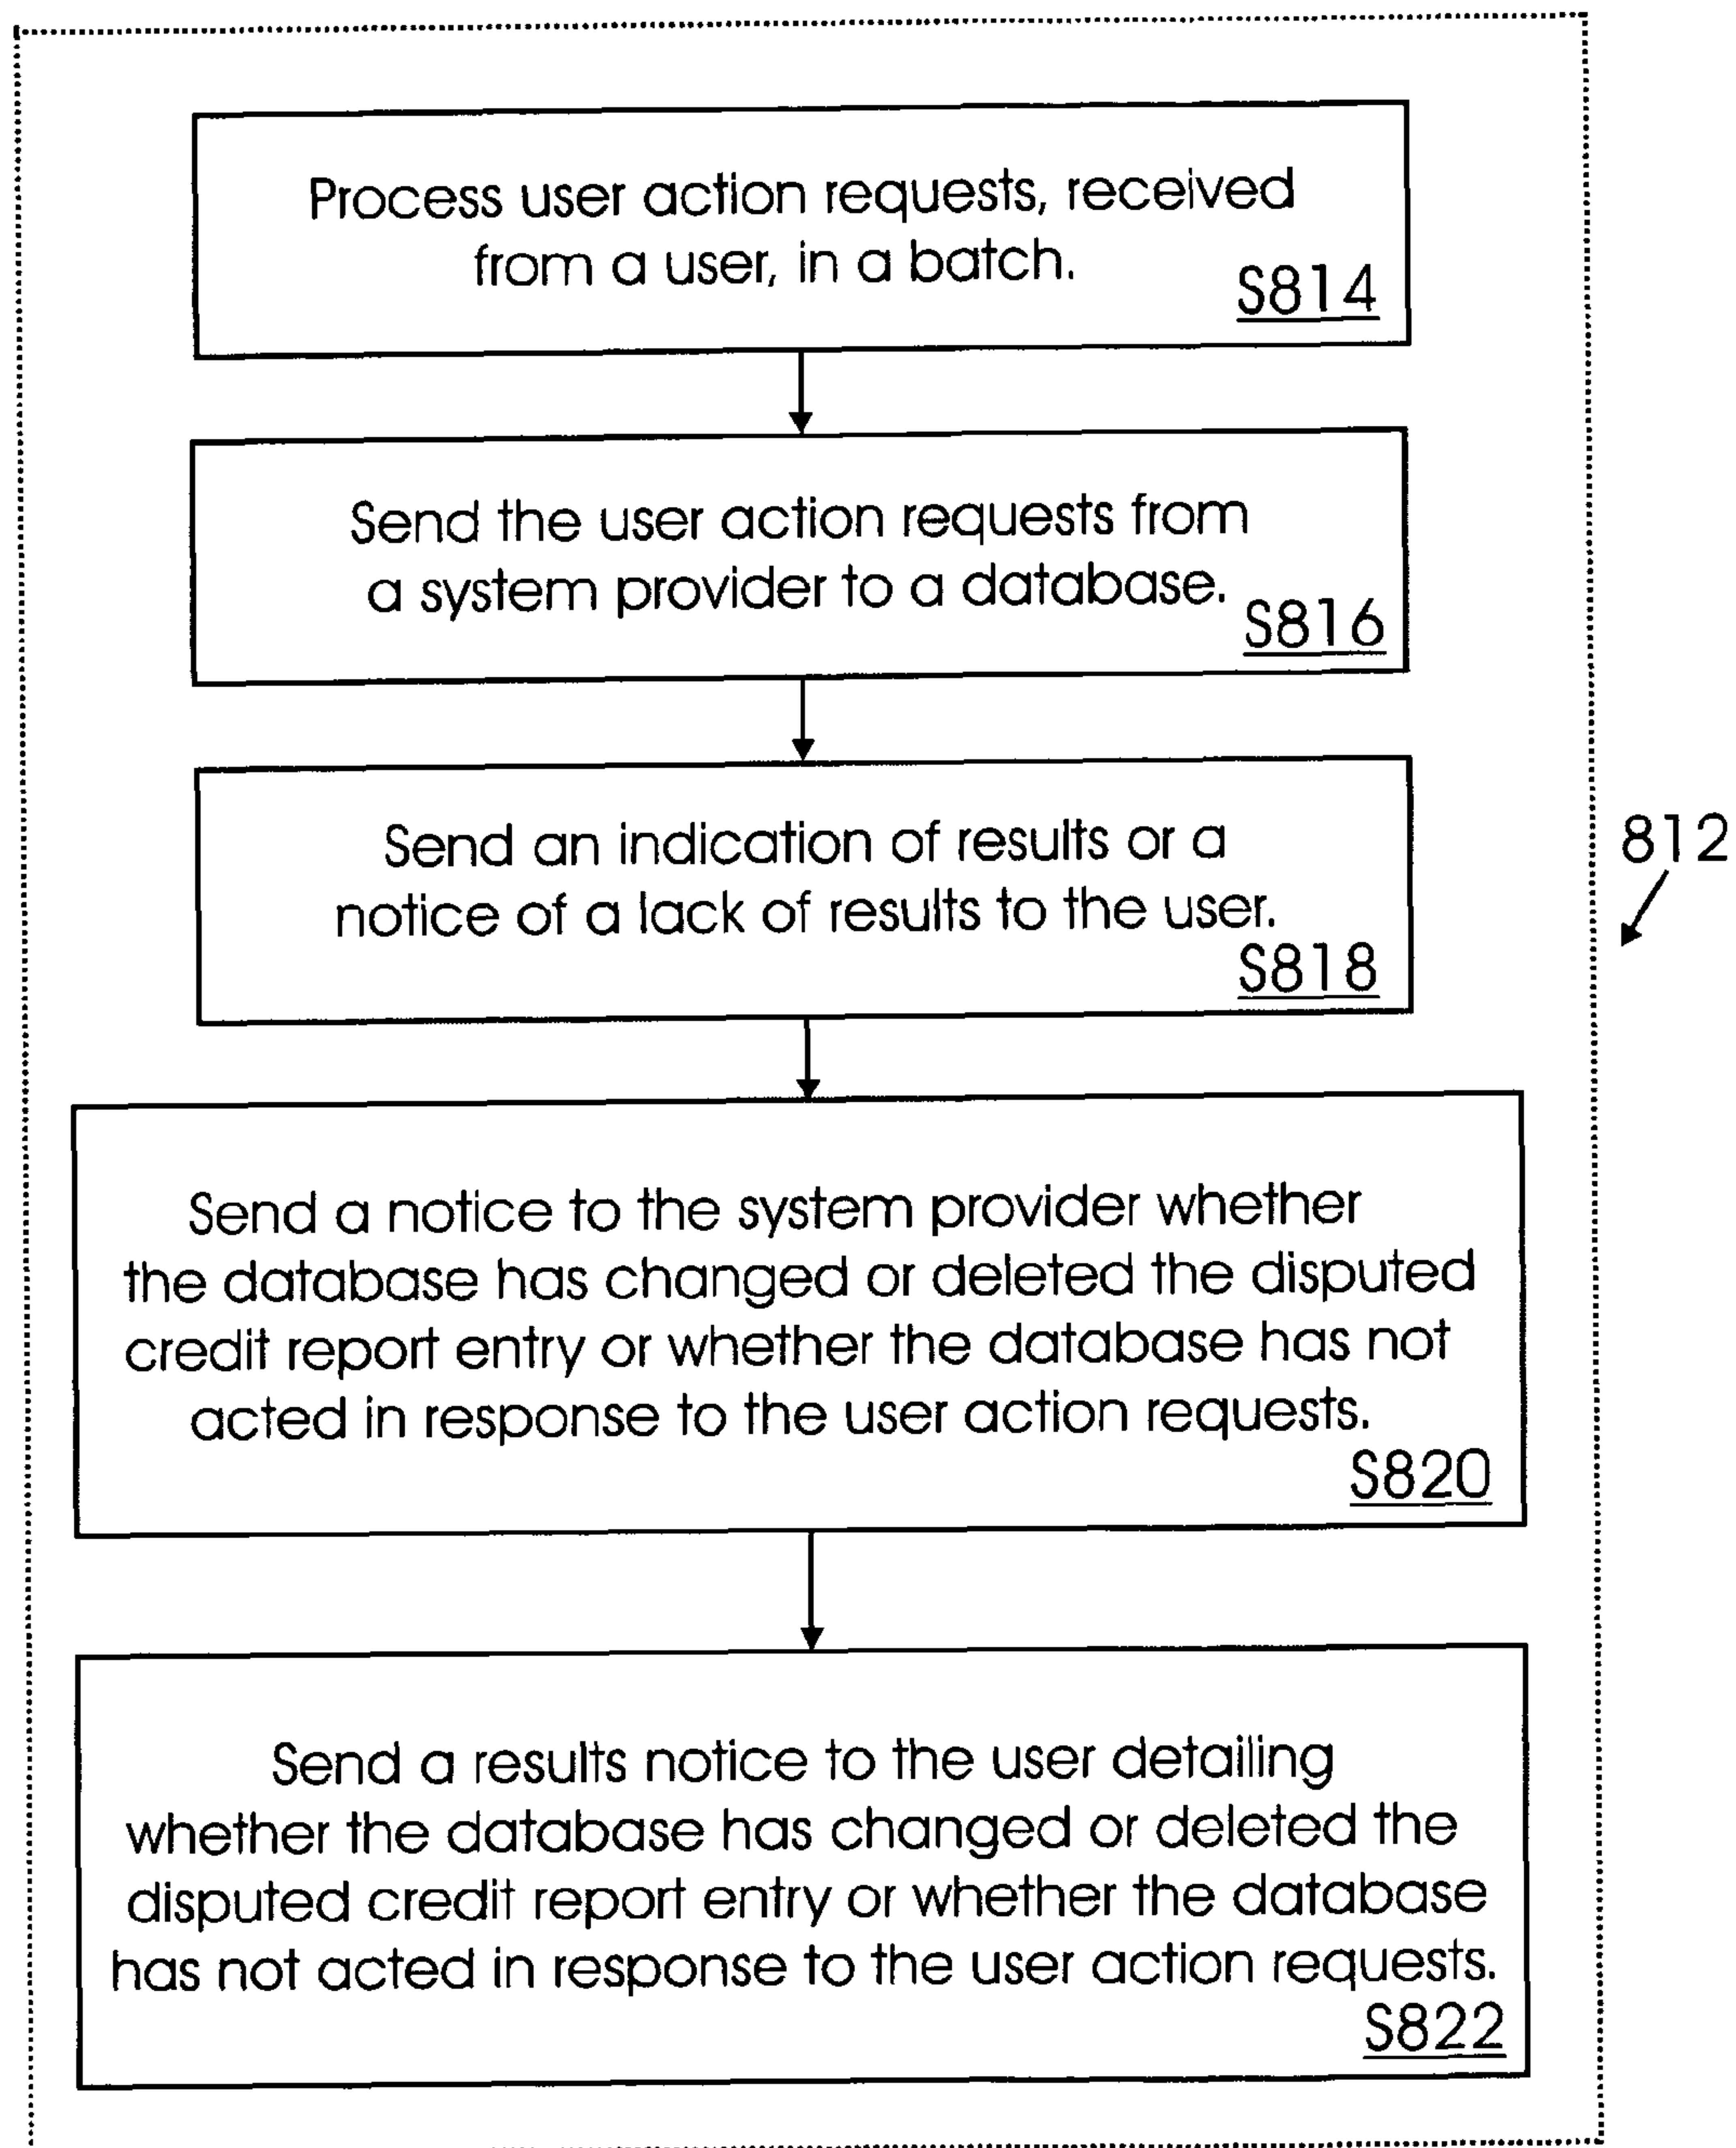 Process user action requests, received
from a user, in a batch.
S814
Send the user action requests from
a system provider to a database.
S816
Send an indication of results or a
notice of a lack of results to the user.
S818
812
Send a notice to the system provider whether
the database has changed or deleted the disputed
credit report entry or whether the database has not
acted in response to the user action requests.
S820
Send a results notice to the user detailing
whether the database has changed or deleted the
disputed credit report entry or whether the database
has not acted in response to the user action requests.
S822